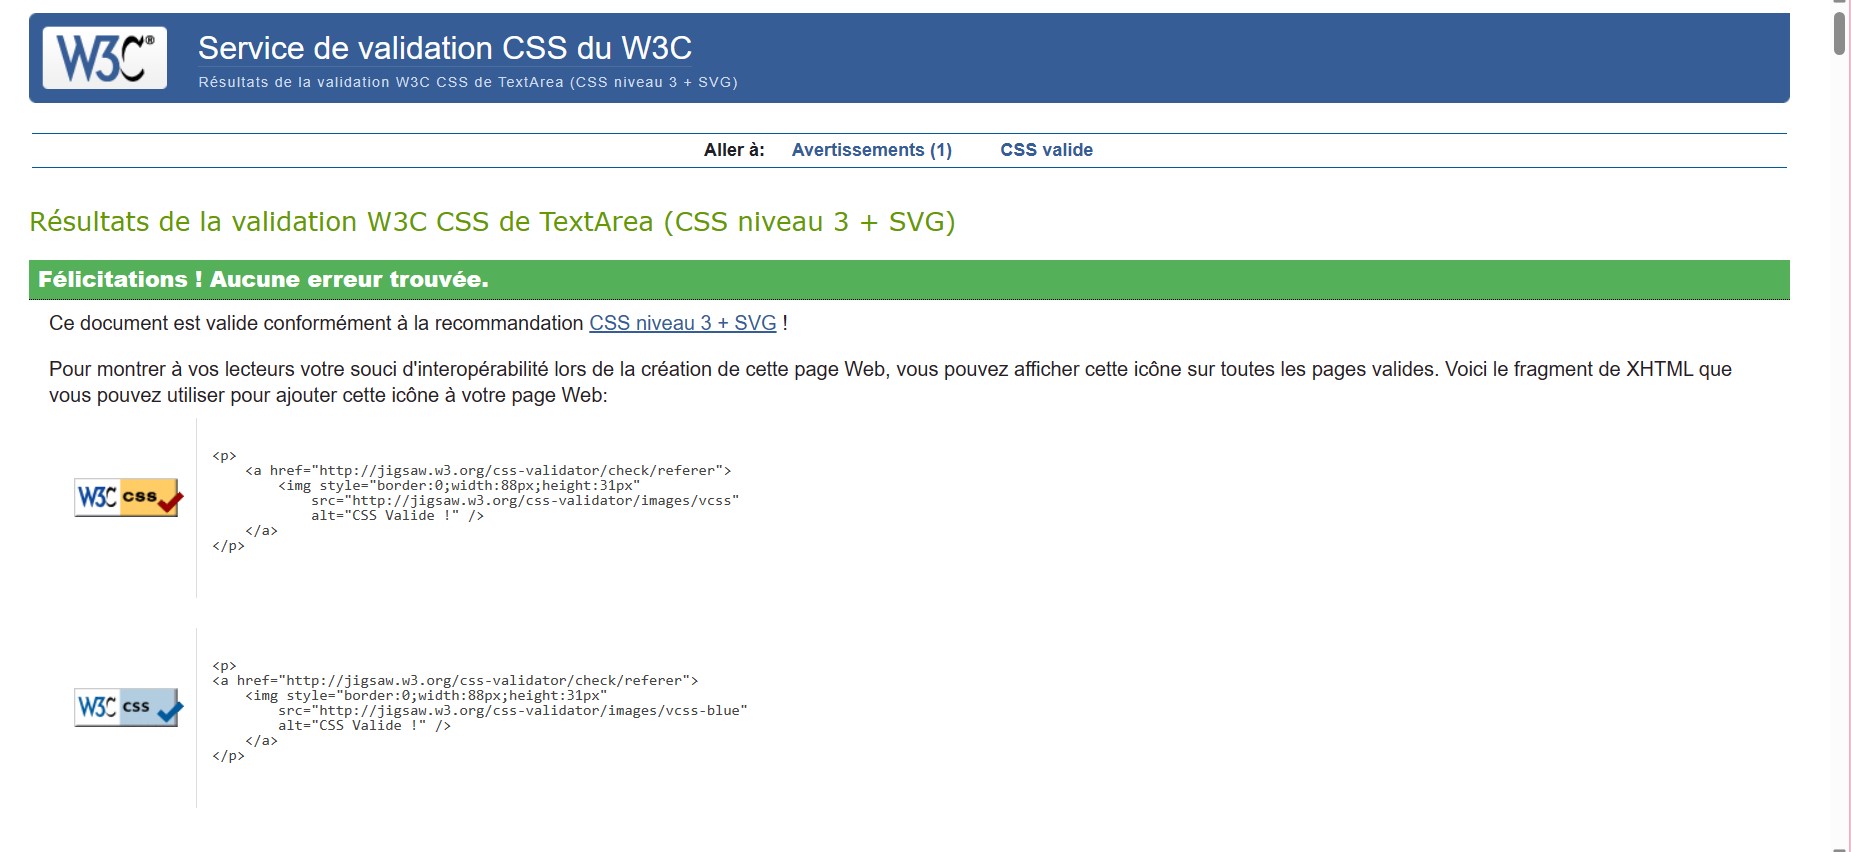 W3C®
Service de validation CSS du W3C
Résultats de la validation W3C CSS de TextArea (CSS niveau 3 + SVG)
Aller à: Avertissements (1) CSS valide
Résultats de la validation W3C CSS de TextArea (CSS niveau 3 + SVG)
Félicitations ! Aucune erreur trouvée.
Ce document est valide conformément à la recommandation CSS niveau 3 + SVG !
Pour montrer à vos lecteurs votre souci d'interopérabilité lors de la création de cette page Web, vous pouvez afficher cette icône sur toutes les pages valides. Voici le fragment de XHTML que
vous pouvez utiliser pour ajouter cette icône à votre page Web:
W3C css
<p>
<a href="http://jigsaw.w3.org/css-validator/check/referer">
<img style="border:0;width:88px;height:31px"
src="http://jigsaw.w3.org/css-validator/images/vcss"
alt="CSS Valide !" />
</a>
</p>
W3C css
<p>
<a href="http://jigsaw.w3.org/css-validator/check/referer">
<img style="border:0;width:88px;height:31px"
src="http://jigsaw.w3.org/css-validator/images/vcss-blue"
alt="CSS Valide !" />
</a>
</p>